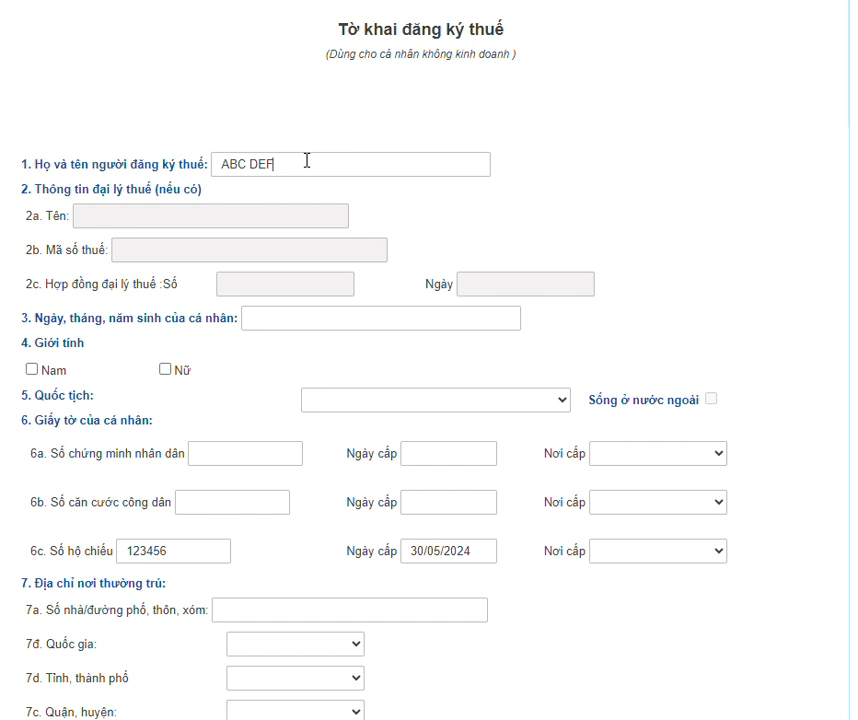 Tờ khai đăng ký thuế
(Dùng cho cá nhân không kinh doanh )
1. Họ và tên người đăng ký thuế: ABC DEF
2. Thông tin đại lý thuế (nếu có)
2a. Tên:
2b. Mã số thuế:
2c. Hợp đồng đại lý thuế :Số Ngày
3. Ngày, tháng, năm sinh của cá nhân:
4. Giới tính
Nam Nữ
5. Quốc tịch: Sống ở nước ngoài
6. Giấy tờ của cá nhân:
6a. Số chứng minh nhân dân Ngày cấp Nơi cấp
6b. Số căn cước công dân Ngày cấp Nơi cấp
6c. Số hộ chiếu 123456 Ngày cấp 30/05/2024 Nơi cấp
7. Địa chỉ nơi thường trú:
7a. Số nhà/đường phố, thôn, xóm:
7đ. Quốc gia:
7d. Tỉnh, thành phố
7c. Quận, huyện: